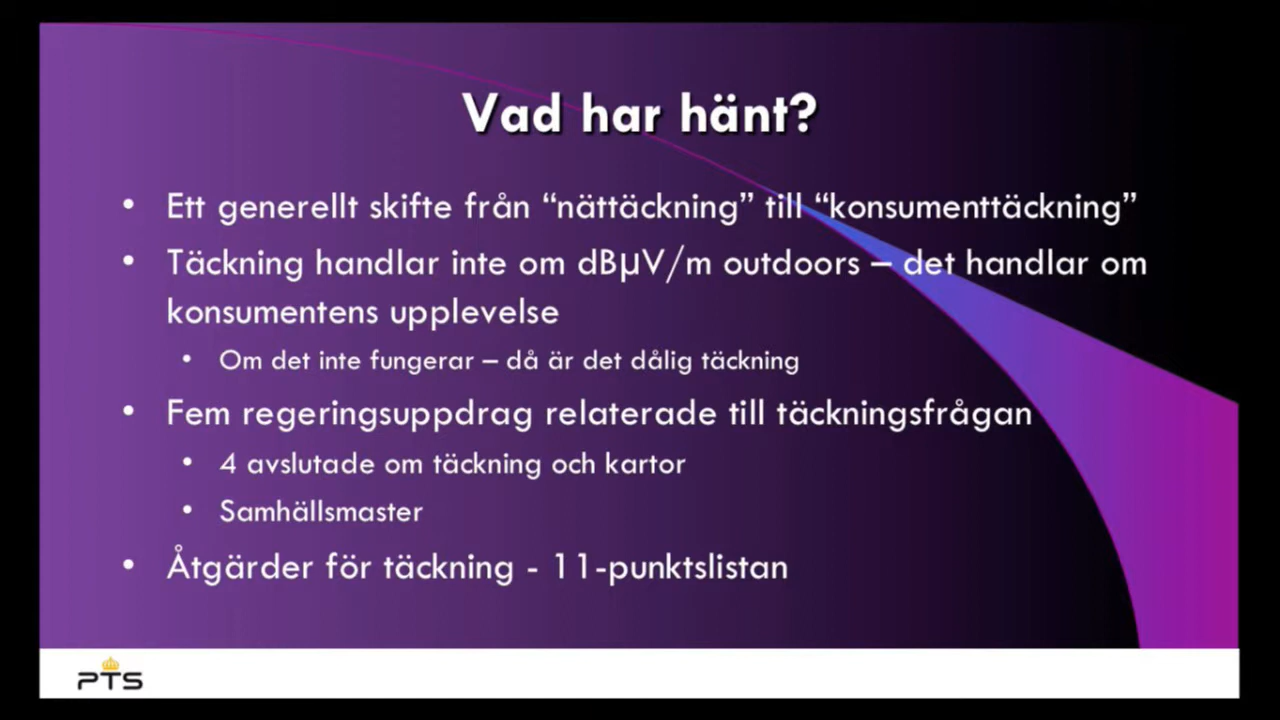 Vad har hänt?
• Ett generellt skifte från “nättäckning” till “konsumenttäckning”
• Täckning handlar inte om dBµV/m outdoors – det handlar om
konsumentens upplevelse
• Om det inte fungerar – då är det dålig täckning
• Fem regeringsuppdrag relaterade till täckningsfrågan
• 4 avslutade om täckning och kartor
• Samhällsmaster
• Åtgärder för täckning - 11-punktslistan
PTS